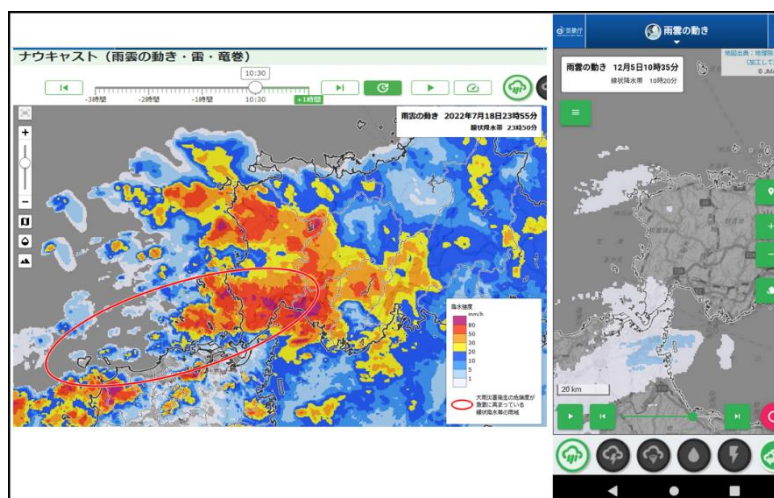 ナウキャスト（雨雲の動き・雷・竜巻）
10:30
-3時間
-2時間
-1時間
10:30
+1時間
雨雲の動き 2022年7月18日23時55分
線状降水帯 23時50分
降水強度
mm/h
80
50
30
20
10
5
1
大雨災害発生の危険度が
急激に高まっている
線状降水帯の雨域
気象庁
雨雲の動き
雨雲の動き 12月5日10時35分
線状降水帯 10時20分
20 km